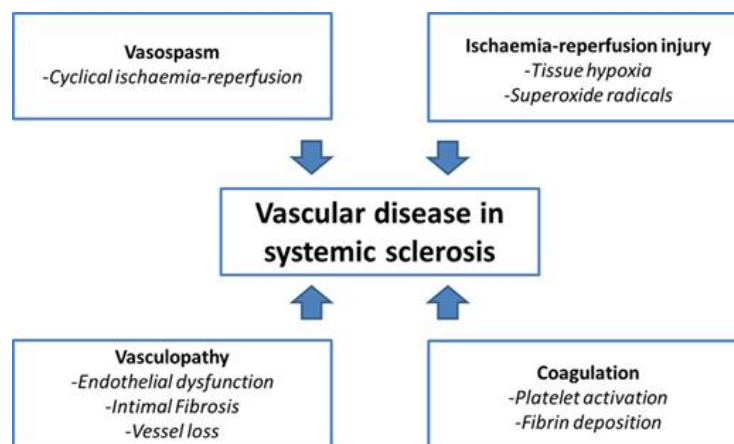 Vasospasm
-Cyclical ischaemia-reperfusion
Ischaemia-reperfusion injury
-Tissue hypoxia
-Superoxide radicals
Vascular disease in
systemic sclerosis
Vasculopathy
-Endothelial dysfunction
-Intimal Fibrosis
-Vessel loss
Coagulation
-Platelet activation
-Fibrin deposition